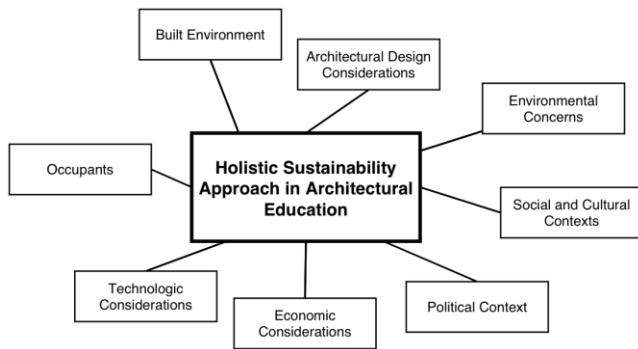 Built Environment
Architectural Design
Considerations
Environmental
Concerns
Occupants
Holistic Sustainability
Approach in Architectural
Education
Social and Cultural
Contexts
Technologic
Considerations
Economic
Considerations
Political Context